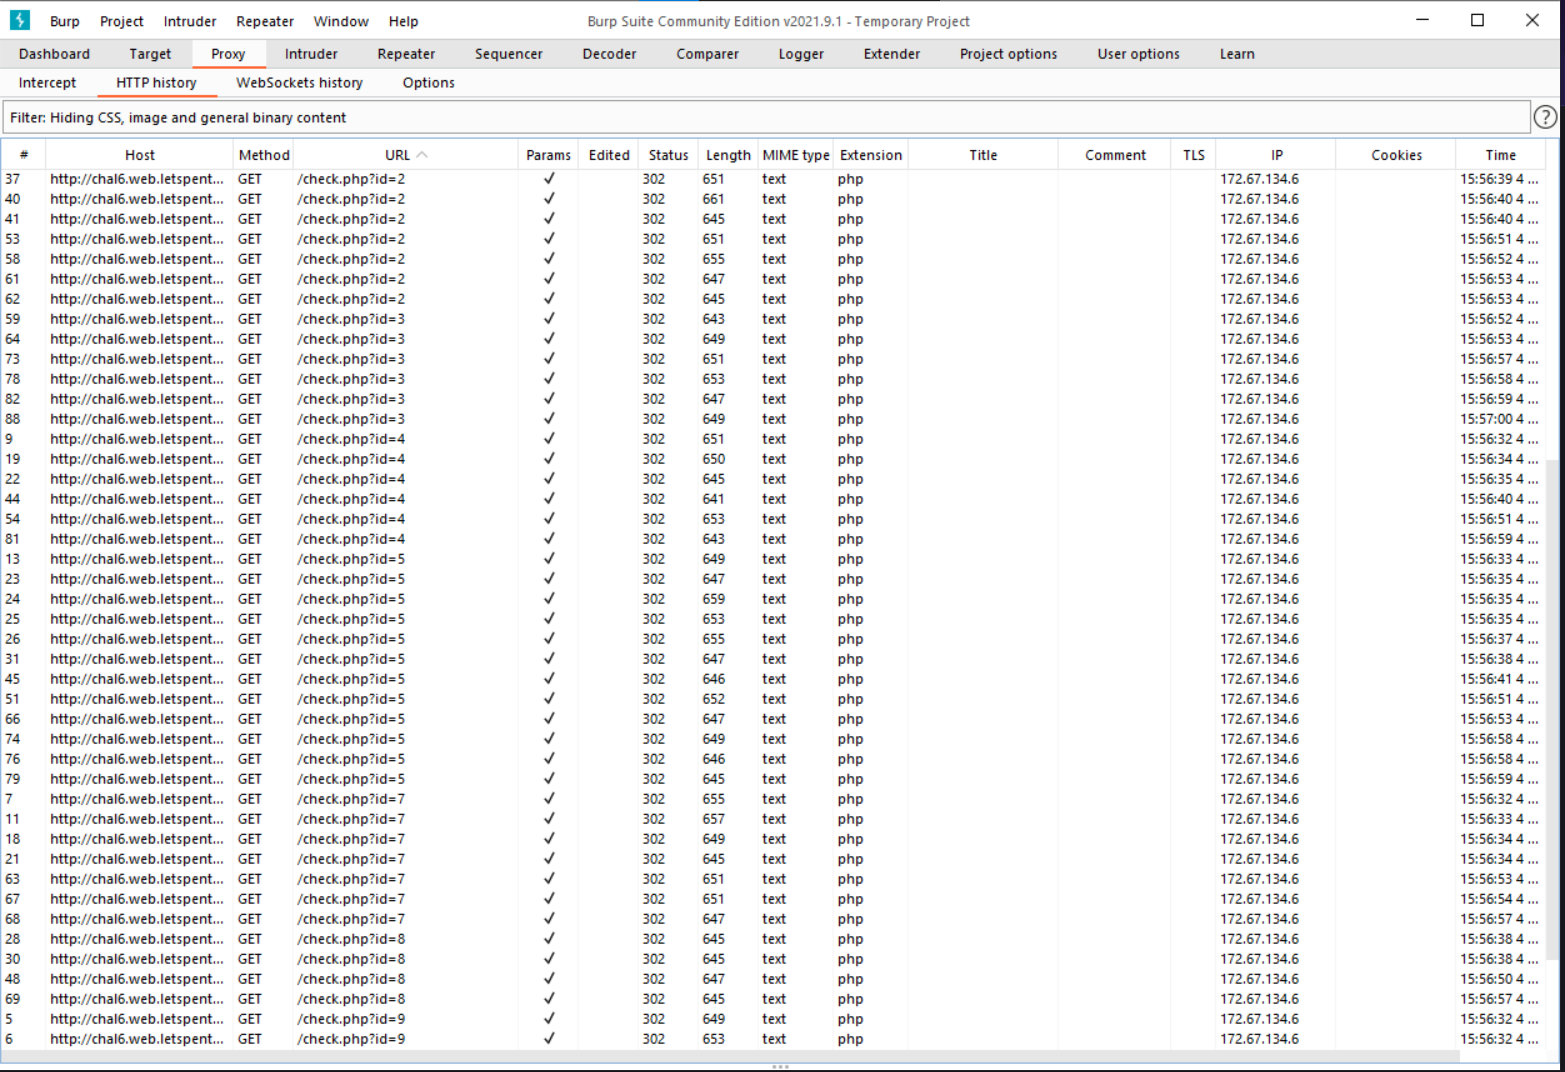 Burp Project Intruder Repeater Window Help Burp Suite Community Edition v2021.9.1 - Temporary Project
Dashboard Target Proxy Intruder Repeater Sequencer Decoder Comparer Logger Extender Project options User options Learn
Intercept HTTP history WebSockets history Options
Filter: Hiding CSS, image and general binary content ?
# Host Method URL Params Edited Status Length MIME type Extension Title Comment TLS IP Cookies Time
37 http://chal6.web.letspent... GET /check.php?id=2 ✓ 302 651 text php 172.67.134.6 15:56:39 4 ...
40 http://chal6.web.letspent... GET /check.php?id=2 ✓ 302 661 text php 172.67.134.6 15:56:40 4 ...
41 http://chal6.web.letspent... GET /check.php?id=2 ✓ 302 645 text php 172.67.134.6 15:56:40 4 ...
53 http://chal6.web.letspent... GET /check.php?id=2 ✓ 302 651 text php 172.67.134.6 15:56:51 4 ...
58 http://chal6.web.letspent... GET /check.php?id=2 ✓ 302 655 text php 172.67.134.6 15:56:52 4 ...
61 http://chal6.web.letspent... GET /check.php?id=2 ✓ 302 647 text php 172.67.134.6 15:56:53 4 ...
62 http://chal6.web.letspent... GET /check.php?id=2 ✓ 302 645 text php 172.67.134.6 15:56:53 4 ...
59 http://chal6.web.letspent... GET /check.php?id=3 ✓ 302 643 text php 172.67.134.6 15:56:52 4 ...
64 http://chal6.web.letspent... GET /check.php?id=3 ✓ 302 649 text php 172.67.134.6 15:56:53 4 ...
73 http://chal6.web.letspent... GET /check.php?id=3 ✓ 302 651 text php 172.67.134.6 15:56:57 4 ...
78 http://chal6.web.letspent... GET /check.php?id=3 ✓ 302 653 text php 172.67.134.6 15:56:58 4 ...
82 http://chal6.web.letspent... GET /check.php?id=3 ✓ 302 647 text php 172.67.134.6 15:56:59 4 ...
88 http://chal6.web.letspent... GET /check.php?id=3 ✓ 302 649 text php 172.67.134.6 15:57:00 4 ...
9 http://chal6.web.letspent... GET /check.php?id=4 ✓ 302 651 text php 172.67.134.6 15:56:32 4 ...
19 http://chal6.web.letspent... GET /check.php?id=4 ✓ 302 650 text php 172.67.134.6 15:56:34 4 ...
22 http://chal6.web.letspent... GET /check.php?id=4 ✓ 302 645 text php 172.67.134.6 15:56:35 4 ...
44 http://chal6.web.letspent... GET /check.php?id=4 ✓ 302 641 text php 172.67.134.6 15:56:40 4 ...
54 http://chal6.web.letspent... GET /check.php?id=4 ✓ 302 653 text php 172.67.134.6 15:56:51 4 ...
81 http://chal6.web.letspent... GET /check.php?id=4 ✓ 302 643 text php 172.67.134.6 15:56:59 4 ...
13 http://chal6.web.letspent... GET /check.php?id=5 ✓ 302 649 text php 172.67.134.6 15:56:33 4 ...
23 http://chal6.web.letspent... GET /check.php?id=5 ✓ 302 647 text php 172.67.134.6 15:56:35 4 ...
24 http://chal6.web.letspent... GET /check.php?id=5 ✓ 302 659 text php 172.67.134.6 15:56:35 4 ...
25 http://chal6.web.letspent... GET /check.php?id=5 ✓ 302 653 text php 172.67.134.6 15:56:35 4 ...
26 http://chal6.web.letspent... GET /check.php?id=5 ✓ 302 655 text php 172.67.134.6 15:56:37 4 ...
31 http://chal6.web.letspent... GET /check.php?id=5 ✓ 302 647 text php 172.67.134.6 15:56:38 4 ...
45 http://chal6.web.letspent... GET /check.php?id=5 ✓ 302 646 text php 172.67.134.6 15:56:41 4 ...
51 http://chal6.web.letspent... GET /check.php?id=5 ✓ 302 652 text php 172.67.134.6 15:56:51 4 ...
66 http://chal6.web.letspent... GET /check.php?id=5 ✓ 302 647 text php 172.67.134.6 15:56:53 4 ...
74 http://chal6.web.letspent... GET /check.php?id=5 ✓ 302 649 text php 172.67.134.6 15:56:58 4 ...
76 http://chal6.web.letspent... GET /check.php?id=5 ✓ 302 646 text php 172.67.134.6 15:56:58 4 ...
79 http://chal6.web.letspent... GET /check.php?id=5 ✓ 302 645 text php 172.67.134.6 15:56:59 4 ...
7 http://chal6.web.letspent... GET /check.php?id=7 ✓ 302 655 text php 172.67.134.6 15:56:32 4 ...
11 http://chal6.web.letspent... GET /check.php?id=7 ✓ 302 657 text php 172.67.134.6 15:56:33 4 ...
18 http://chal6.web.letspent... GET /check.php?id=7 ✓ 302 649 text php 172.67.134.6 15:56:34 4 ...
21 http://chal6.web.letspent... GET /check.php?id=7 ✓ 302 645 text php 172.67.134.6 15:56:34 4 ...
63 http://chal6.web.letspent... GET /check.php?id=7 ✓ 302 651 text php 172.67.134.6 15:56:53 4 ...
67 http://chal6.web.letspent... GET /check.php?id=7 ✓ 302 651 text php 172.67.134.6 15:56:54 4 ...
68 http://chal6.web.letspent... GET /check.php?id=7 ✓ 302 647 text php 172.67.134.6 15:56:57 4 ...
28 http://chal6.web.letspent... GET /check.php?id=8 ✓ 302 645 text php 172.67.134.6 15:56:38 4 ...
30 http://chal6.web.letspent... GET /check.php?id=8 ✓ 302 645 text php 172.67.134.6 15:56:38 4 ...
48 http://chal6.web.letspent... GET /check.php?id=8 ✓ 302 647 text php 172.67.134.6 15:56:50 4 ...
69 http://chal6.web.letspent... GET /check.php?id=8 ✓ 302 645 text php 172.67.134.6 15:56:57 4 ...
5 http://chal6.web.letspent... GET /check.php?id=9 ✓ 302 649 text php 172.67.134.6 15:56:32 4 ...
6 http://chal6.web.letspent... GET /check.php?id=9 ✓ 302 653 text php 172.67.134.6 15:56:32 4 ...